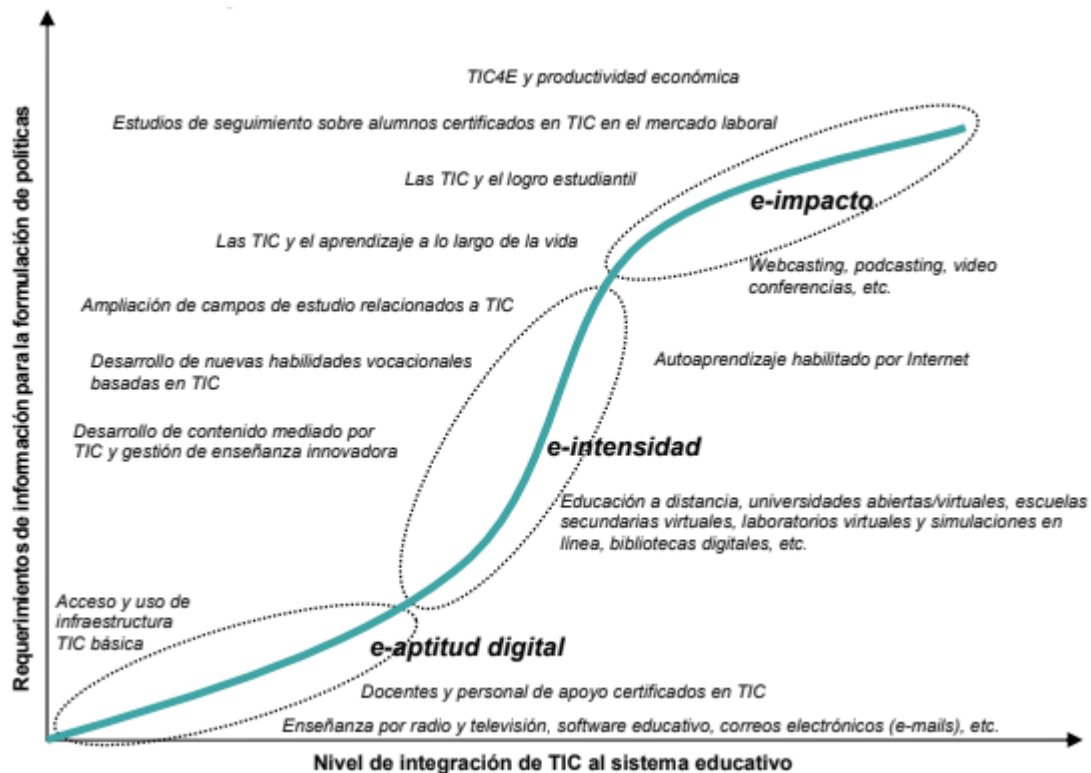 Requerimientos de información para la formulación de políticas
TIC4E y productividad económica
Estudios de seguimiento sobre alumnos certificados en TIC en el mercado laboral
Las TIC y el logro estudiantil
e-impacto
Las TIC y el aprendizaje a lo largo de la vida
Webcasting, podcasting, video
conferencias, etc.
Ampliación de campos de estudio relacionados a TIC
Desarrollo de nuevas habilidades vocacionales
basadas en TIC
Autoaprendizaje habilitado por Internet
Desarrollo de contenido mediado por
TIC y gestión de enseñanza innovadora
e-intensidad
Educación a distancia, universidades abiertas/virtuales, escuelas
secundarias virtuales, laboratorios virtuales y simulaciones en
línea, bibliotecas digitales, etc.
Acceso y uso de
infraestructura
TIC básica
e-aptitud digital
Docentes y personal de apoyo certificados en TIC
Enseñanza por radio y televisión, software educativo, correos electrónicos (e-mails), etc.
Nivel de integración de TIC al sistema educativo